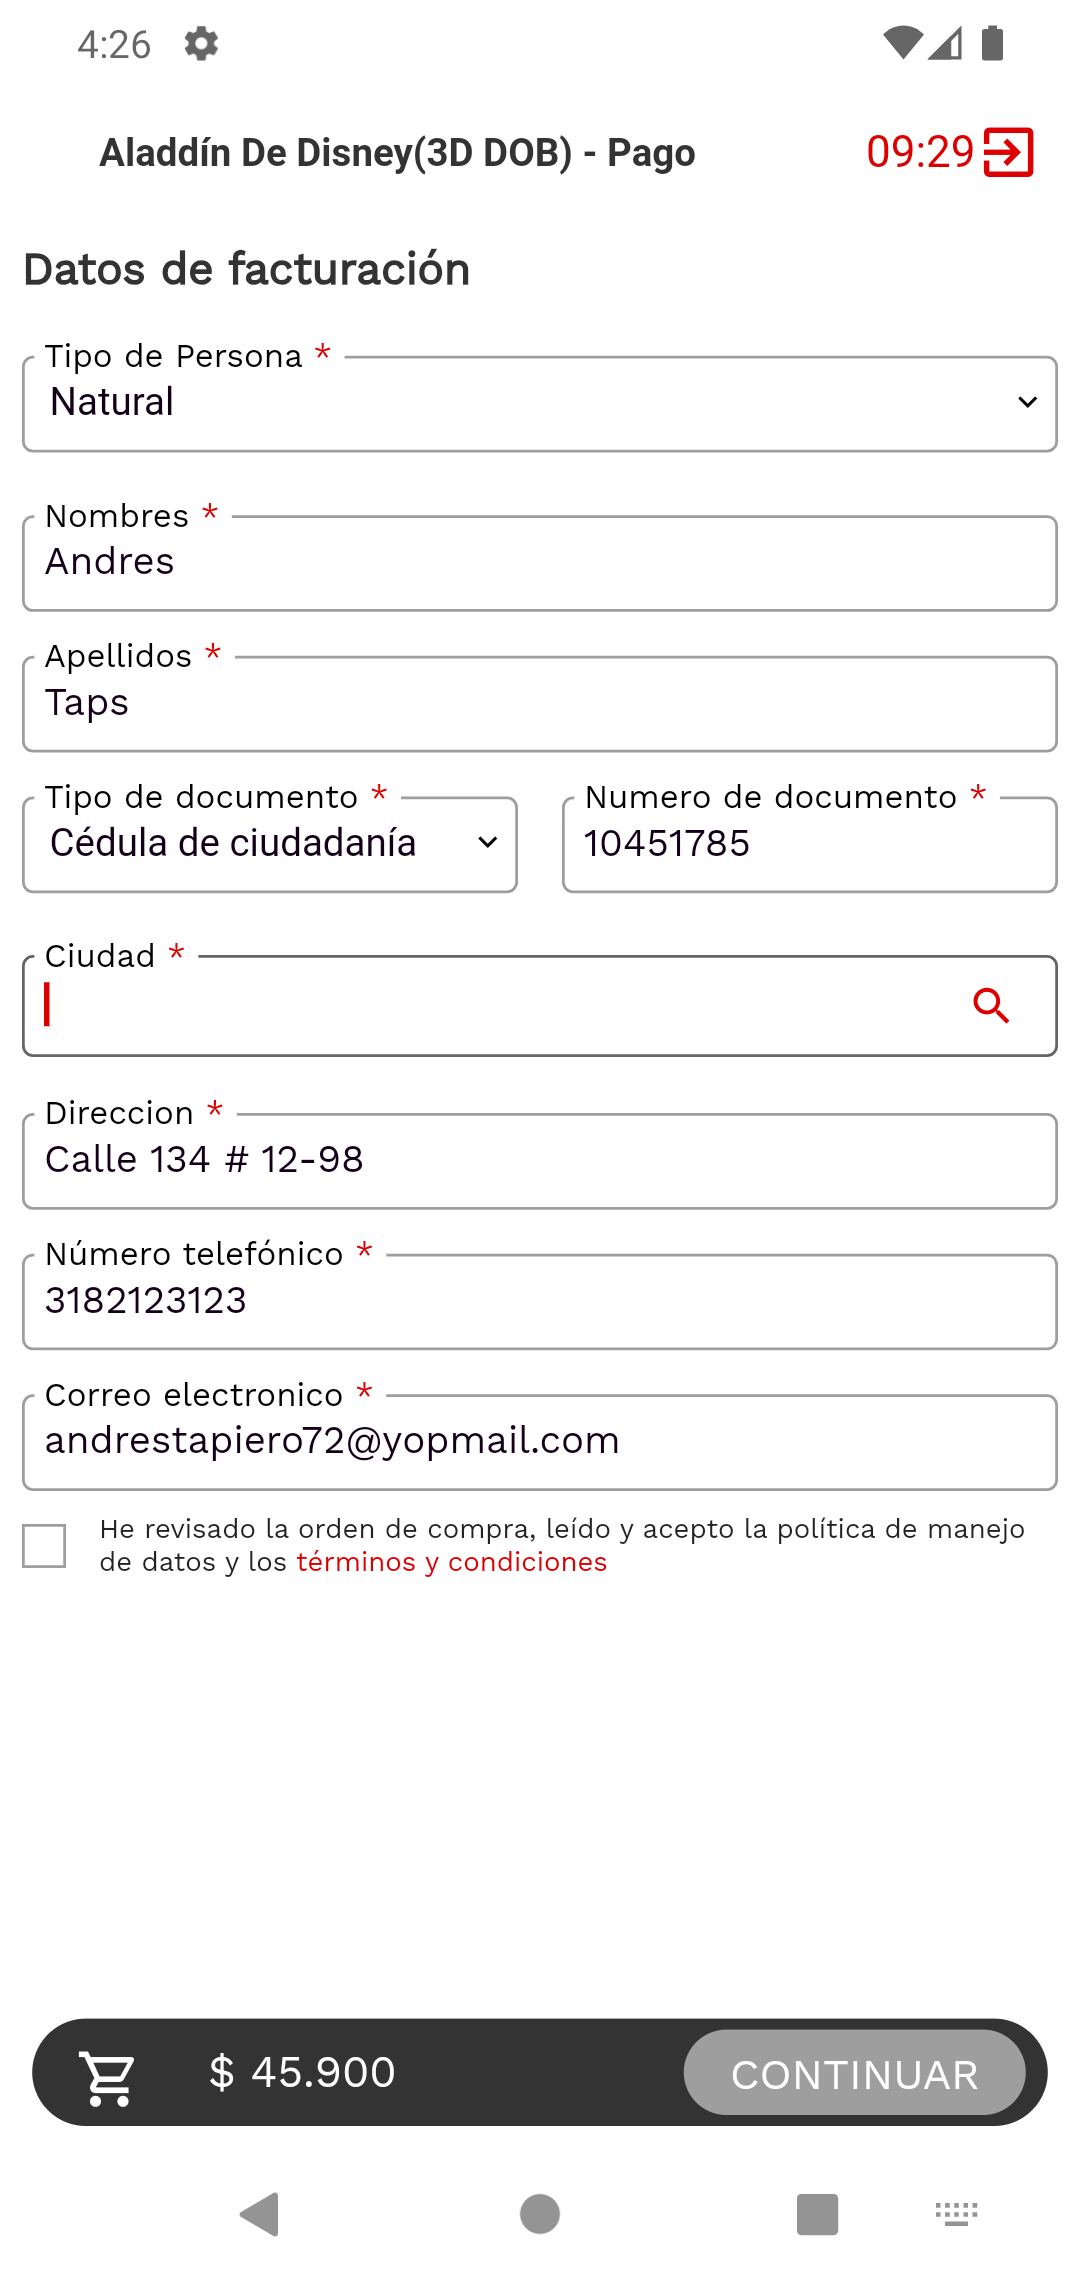 4:26
Aladdín De Disney(3D DOB) - Pago
09:29
Datos de facturación
Tipo de Persona *
Natural
Nombres *
Andres
Apellidos *
Taps
Tipo de documento *
Cédula de ciudadanía
Numero de documento *
10451785
Ciudad *
Direccion *
Calle 134 # 12-98
Número telefónico *
3182123123
Correo electronico *
andrestapiero72@yopmail.com
He revisado la orden de compra, leído y acepto la política de manejo
de datos y los términos y condiciones
$ 45.900
CONTINUAR